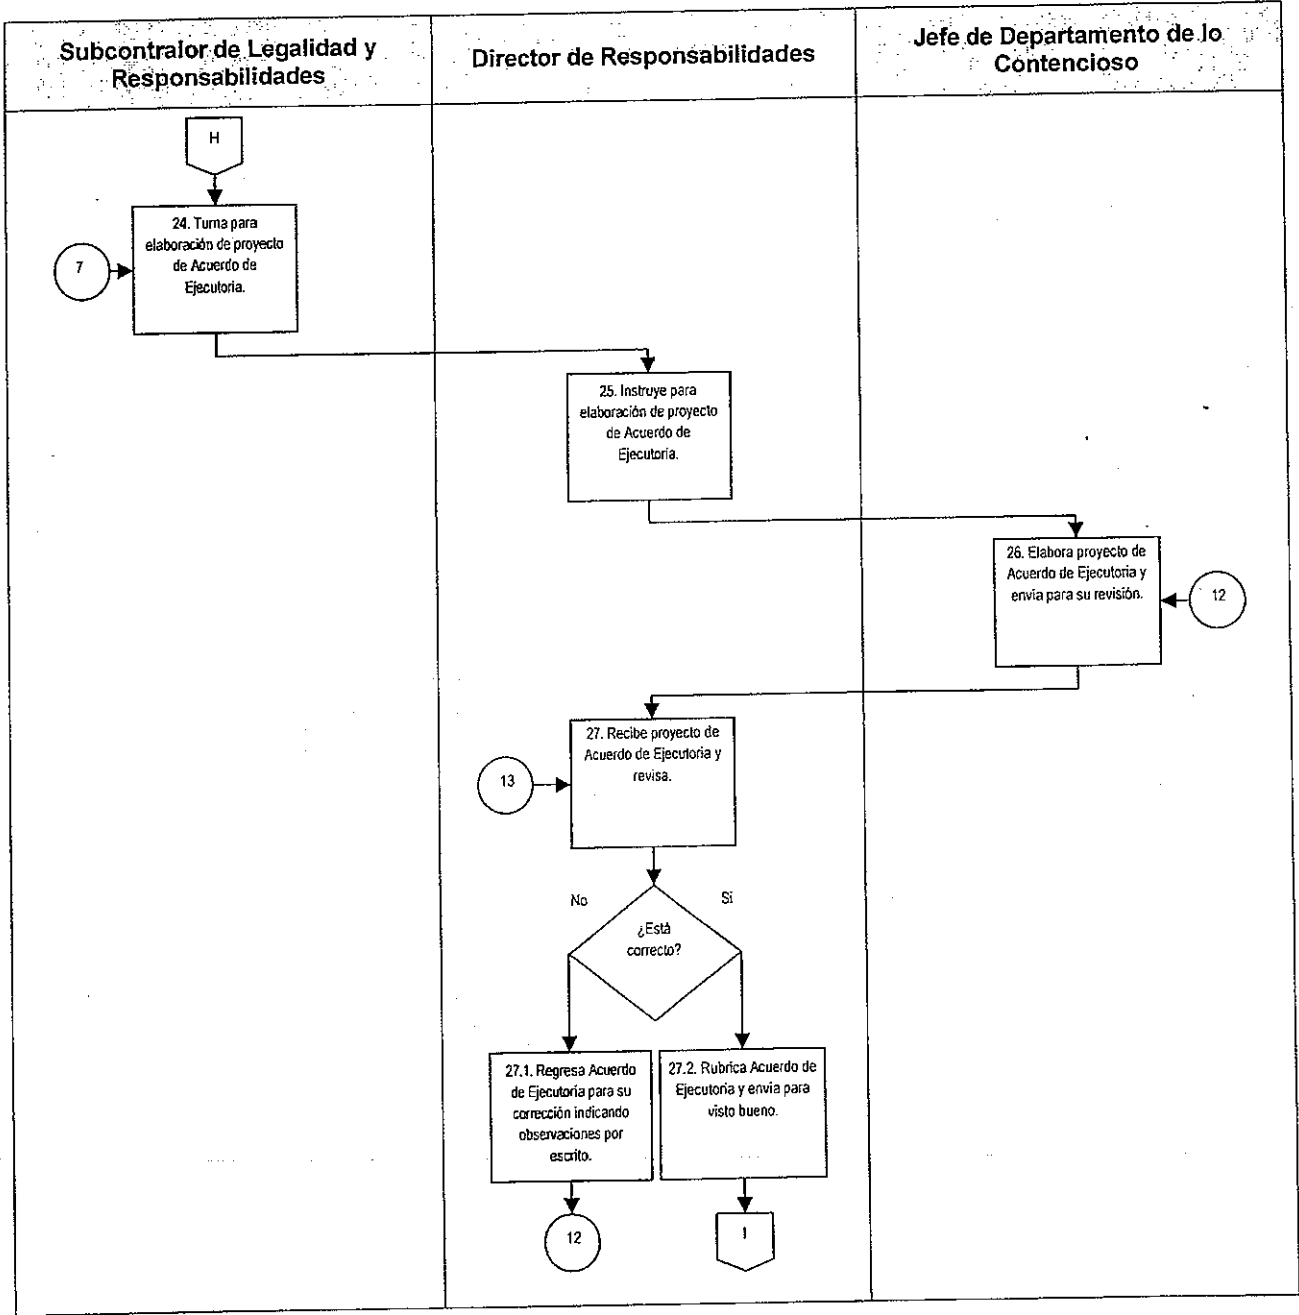 Subcontralor de Legalidad y
Responsabilidades
Director de Responsabilidades
Jefe de Departamento de lo
Contencioso
H
24. Turna para
elaboración de proyecto
de Acuerdo de
Ejecutoria.
7
25. Instruye para
elaboración de proyecto
de Acuerdo de
Ejecutoria.
26. Elabora proyecto de
Acuerdo de Ejecutoria y
envia para su revisión.
12
27. Recibe proyecto de
Acuerdo de Ejecutoria y
revisa.
13
No
Si
¿Está
correcto?
27.1. Regresa Acuerdo
de Ejecutoria para su
corrección indicando
observaciones por
escrito.
27.2. Rubrica Acuerdo de
Ejecutoria y envia para
visto bueno.
12
I